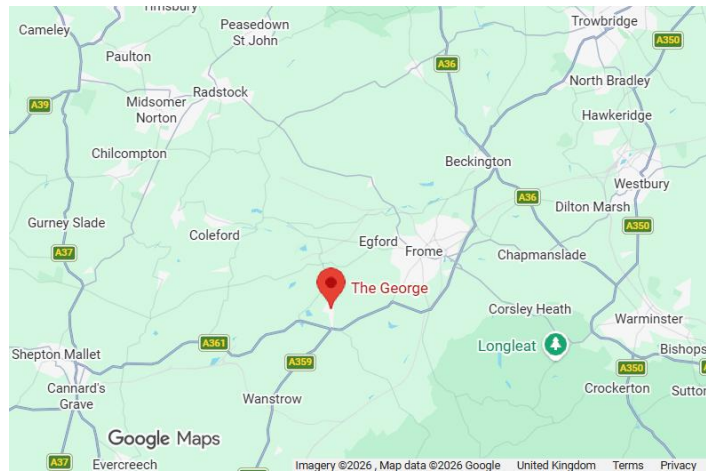 Timsbury
Cameley
Peasedown
St John
Trowbridge
A350
Paulton
A36
North Bradley
Radstock
A39
Midsomer
Norton
Hawkeridge
Chilcompton
Beckington
Westbury
A36
Dilton Marsh
Gurney Slade
Coleford
Egford
A350
A37
Frome
Chapmanslade
The George
Corsley Heath
Warminster
A361
Longleat
Shepton Mallet
A359
Bishops
Cannard's
Grave
A350
Crockerton
Sutton
Wanstrow
Google Maps
A37
Evercreech
Imagery ©2026 , Map data ©2026 Google United Kingdom Terms Privacy